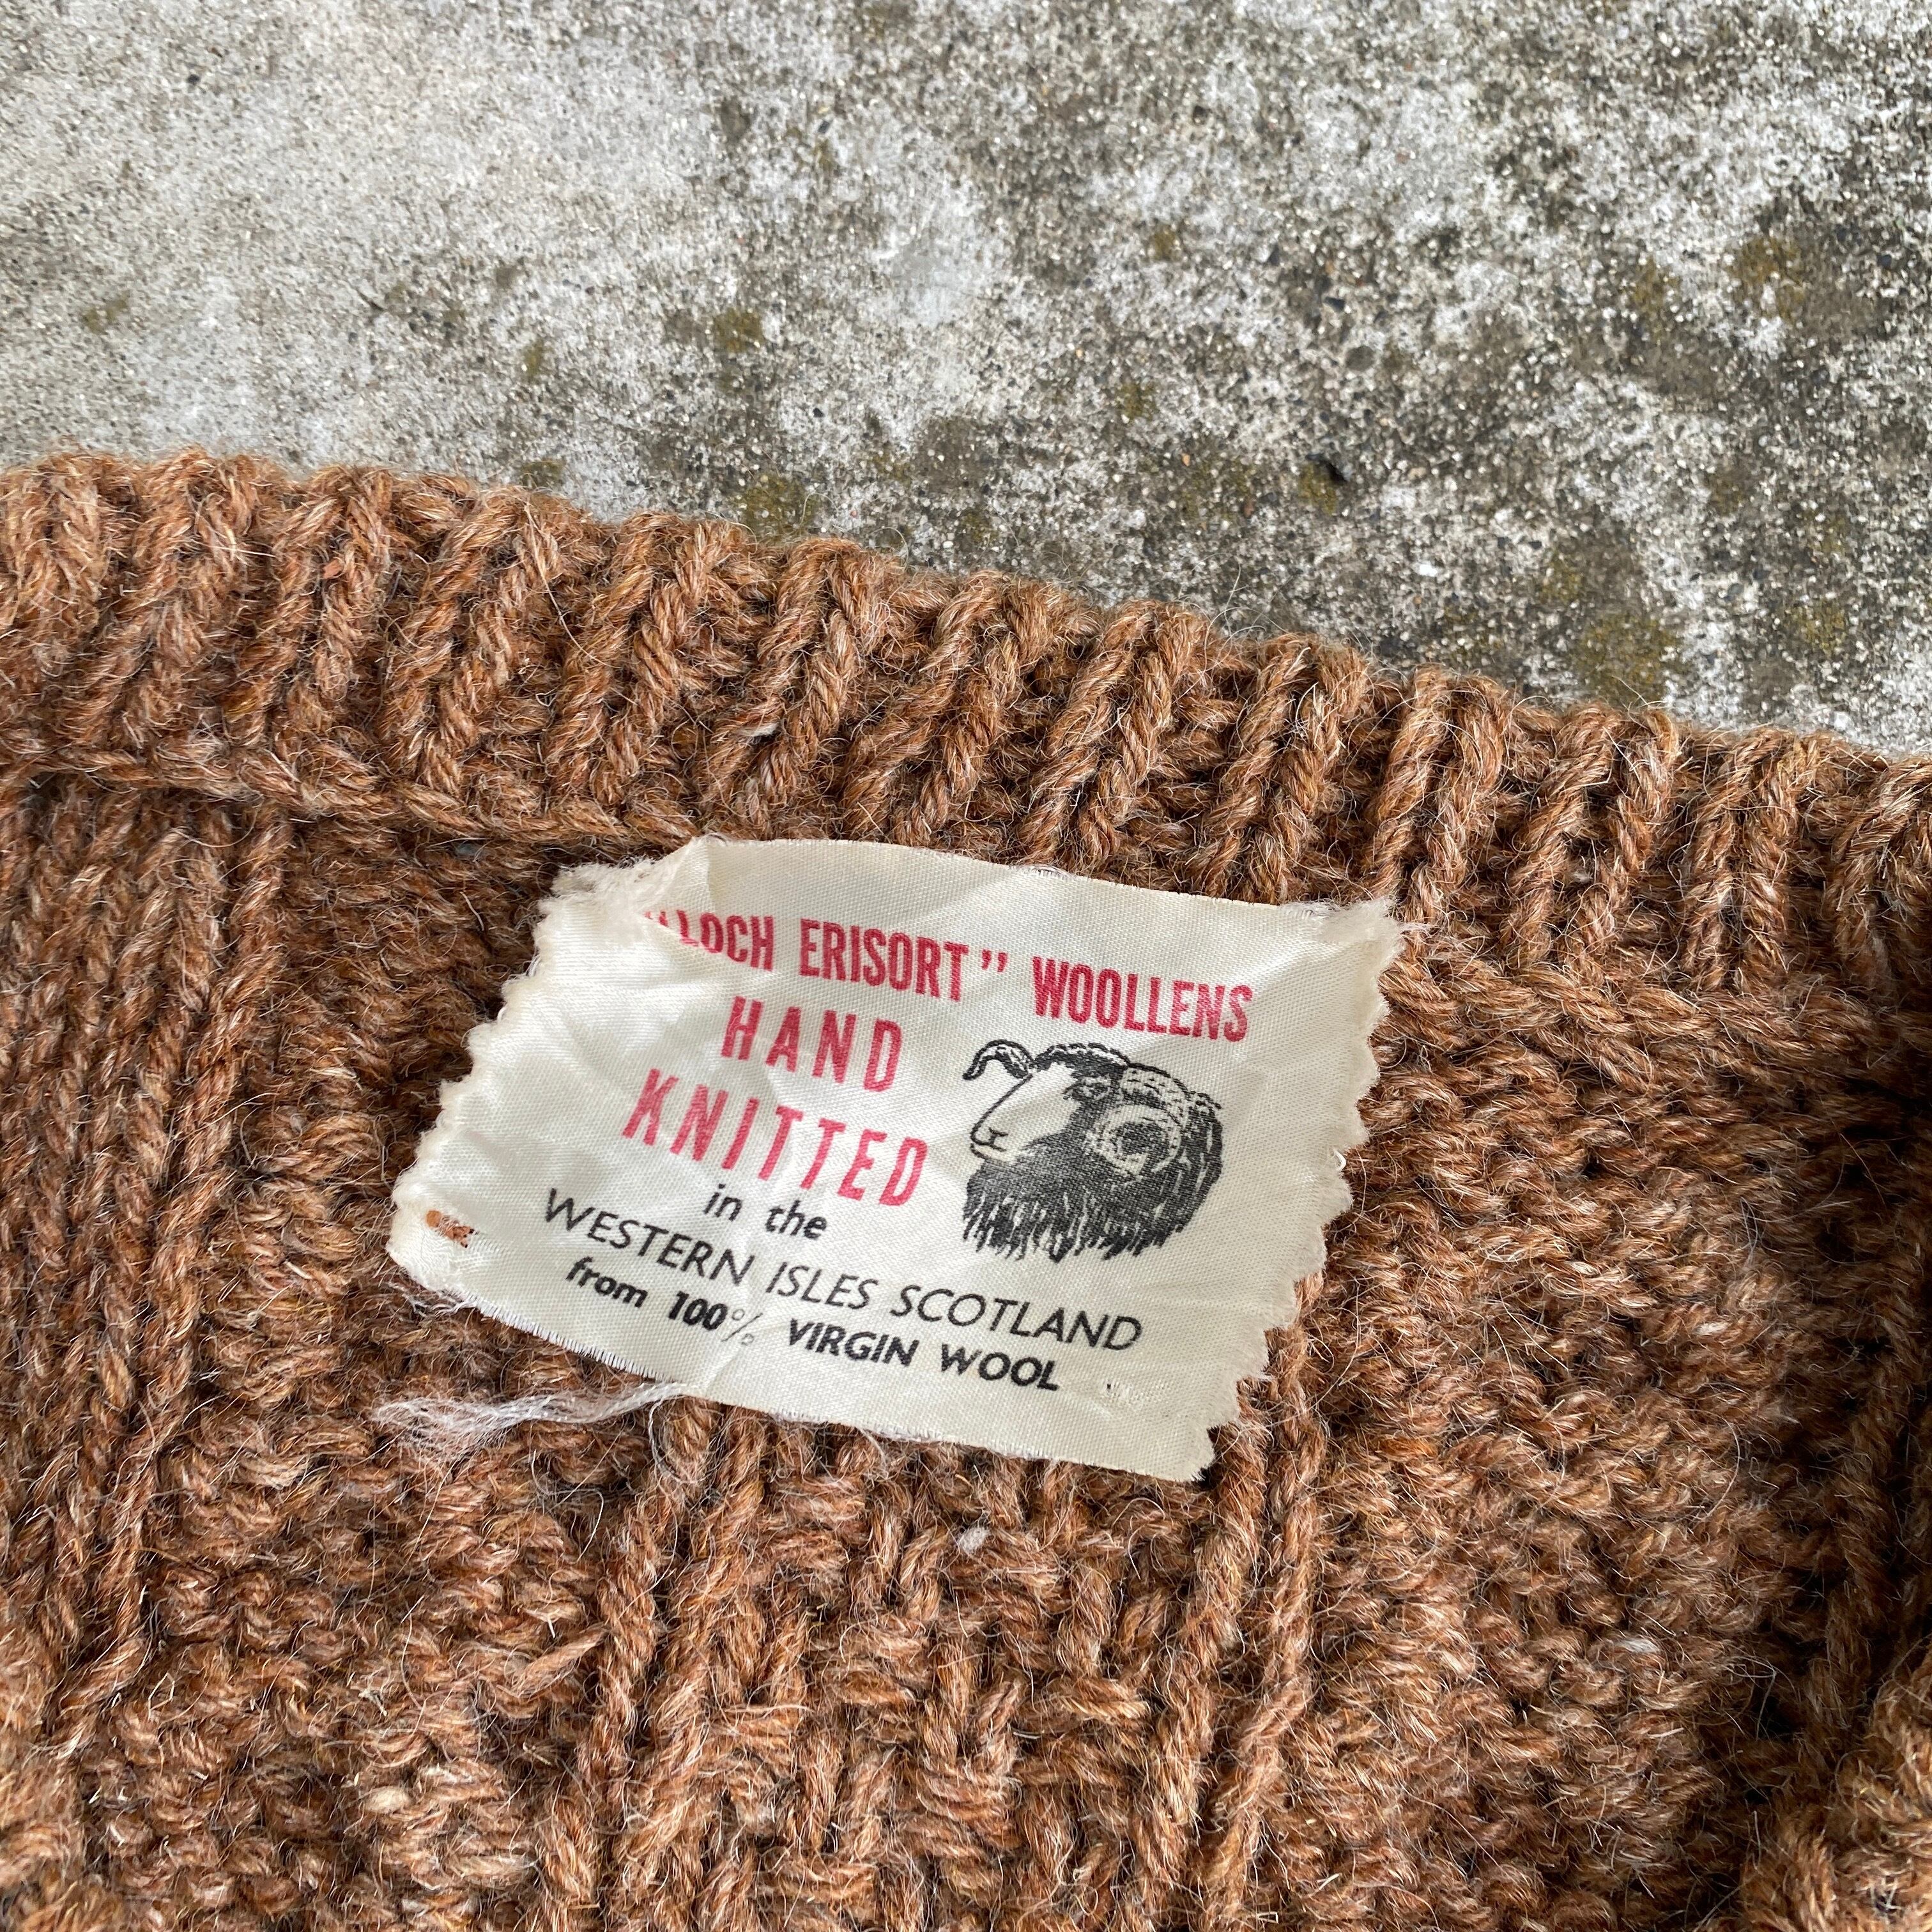 "LOCH ERISORT" WOOLLENS
HAND
KNITTED
in the
WESTERN ISLES SCOTLAND
from 100% VIRGIN WOOL